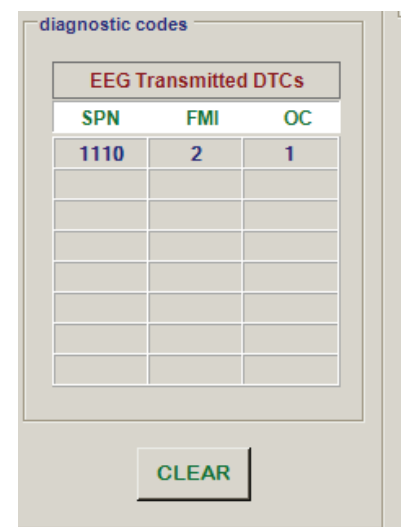 diagnostic codes
EEG Transmitted DTCs
SPN FMI OC
1110 2 1
CLEAR